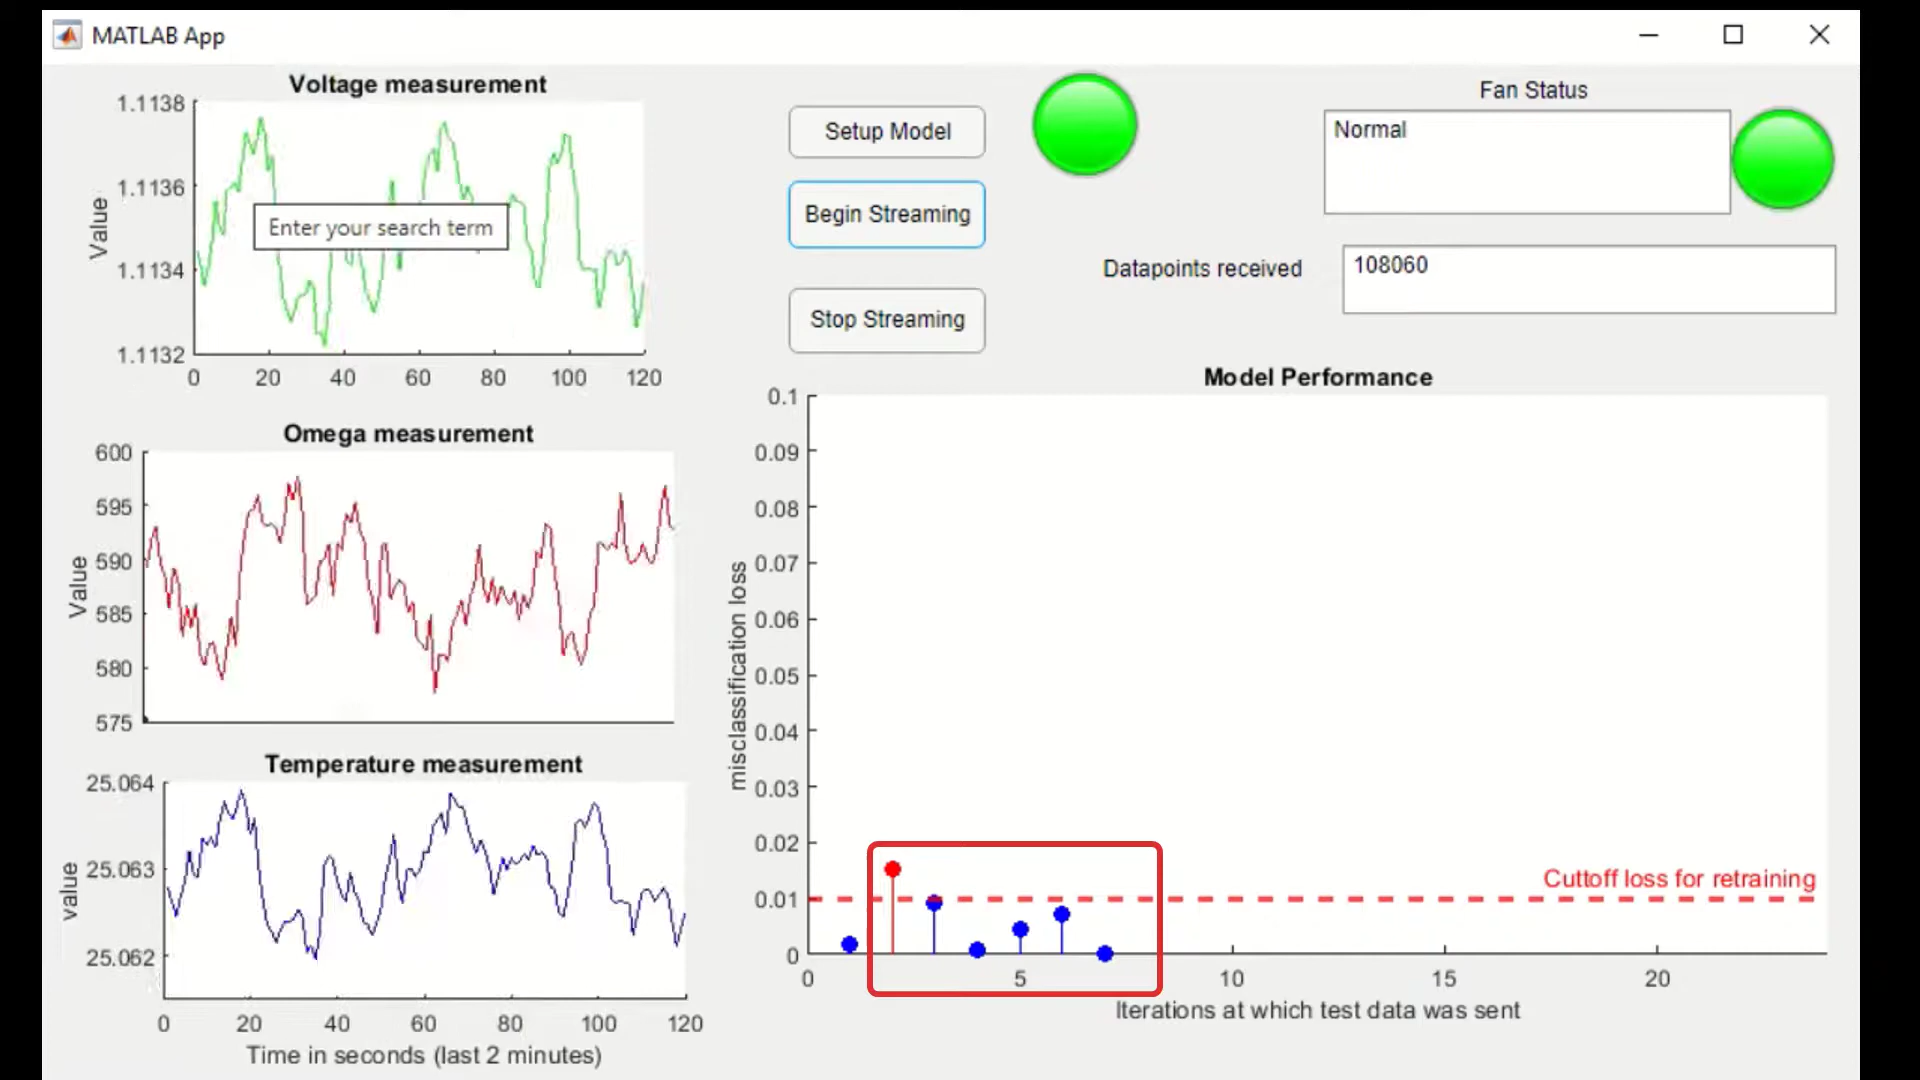 MATLAB App
Voltage measurement
1.1138
1.1136
1.1134
1.1132
Value
Enter your search term
0 20 40 60 80 100 120
Omega measurement
600
595
590
585
580
575
Value
Temperature measurement
25.064
25.063
25.062
value
0 20 40 60 80 100 120
Time in seconds (last 2 minutes)
Setup Model
Begin Streaming
Stop Streaming
Fan Status
Normal
Datapoints received
108060
Model Performance
0.1
0.09
0.08
0.07
0.06
0.05
0.04
0.03
0.02
0.01
0
misclassification loss
Cuttoff loss for retraining
0 5 10 15 20
Iterations at which test data was sent